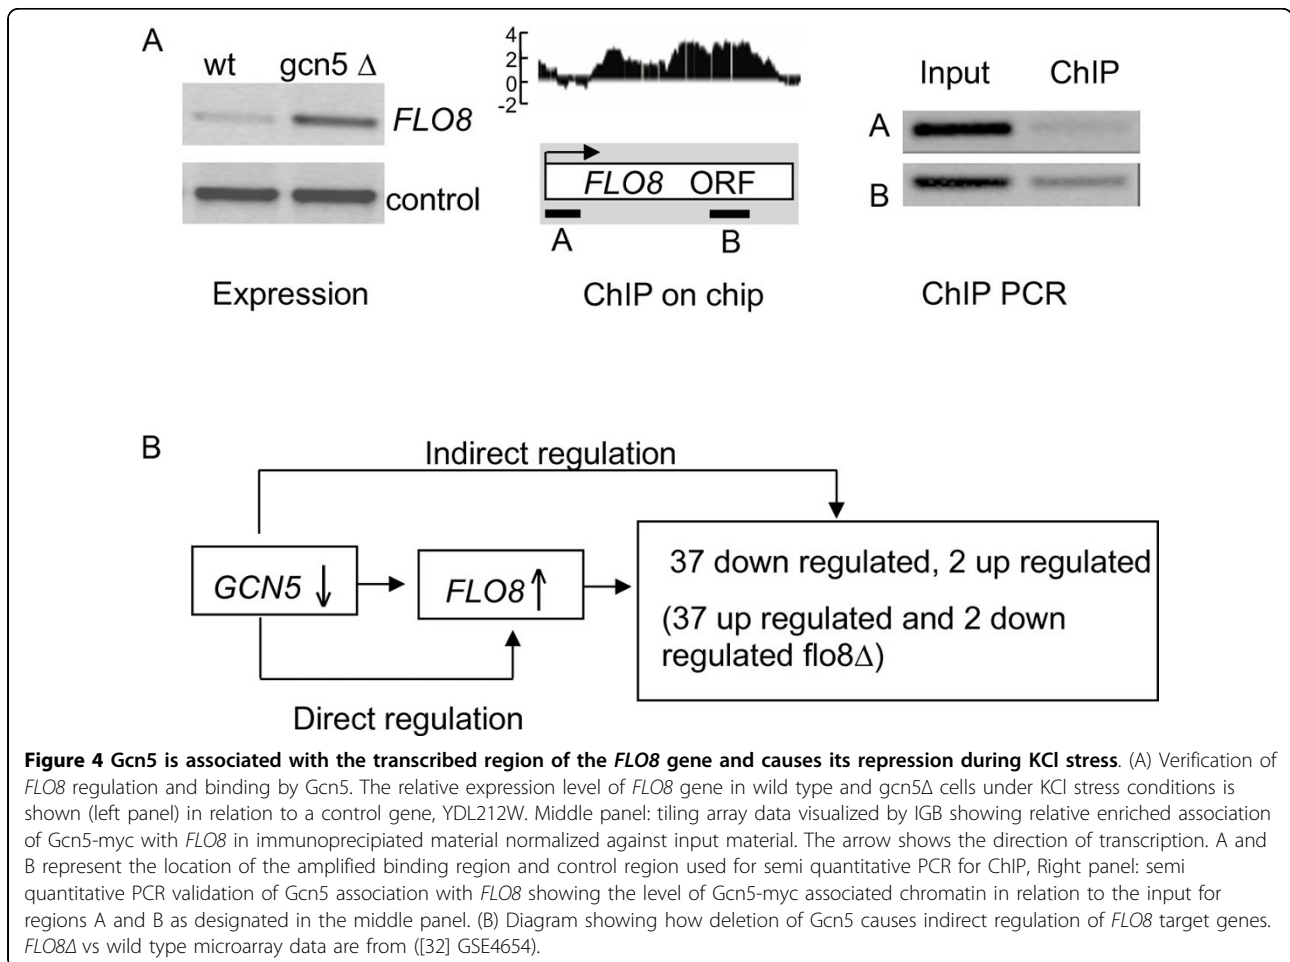 A
wt gcn5 Δ
FLO8
control
Expression
4
2
0
-2
FLO8 ORF
A B
ChIP on chip
Input ChIP
A
B
ChIP PCR
B
Indirect regulation
GCN5 ↓
FLO8 ↑
37 down regulated, 2 up regulated
(37 up regulated and 2 down
regulated flo8Δ)
Direct regulation
Figure 4 Gcn5 is associated with the transcribed region of the FLO8 gene and causes its repression during KCl stress. (A) Verification of
FLO8 regulation and binding by Gcn5. The relative expression level of FLO8 gene in wild type and gcn5Δ cells under KCl stress conditions is
shown (left panel) in relation to a control gene, YDL212W. Middle panel: tiling array data visualized by IGB showing relative enriched association
of Gcn5-myc with FLO8 in immunoprecipiated material normalized against input material. The arrow shows the direction of transcription. A and
B represent the location of the amplified binding region and control region used for semi quantitative PCR for ChIP, Right panel: semi
quantitative PCR validation of Gcn5 association with FLO8 showing the level of Gcn5-myc associated chromatin in relation to the input for
regions A and B as designated in the middle panel. (B) Diagram showing how deletion of Gcn5 causes indirect regulation of FLO8 target genes.
FLO8Δ vs wild type microarray data are from ([32] GSE4654).